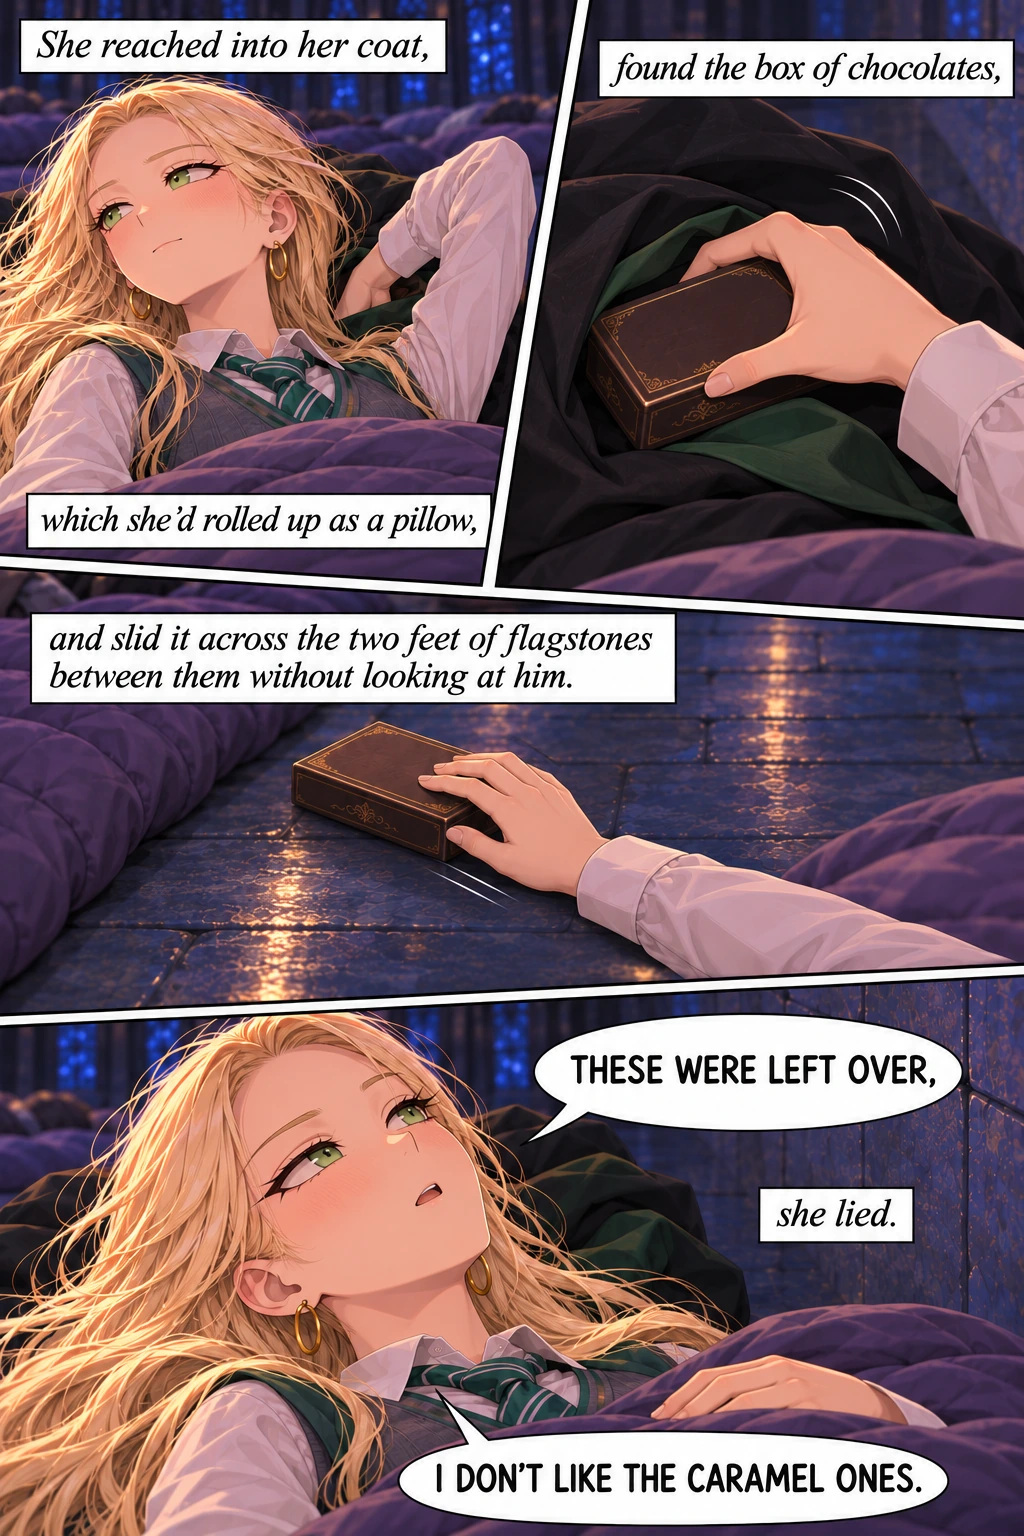 She reached into her coat,
which she'd rolled up as a pillow,
found the box of chocolates,
and slid it across the two feet of flagstones
between them without looking at him.
THESE WERE LEFT OVER,
she lied.
I DON'T LIKE THE CARAMEL ONES.